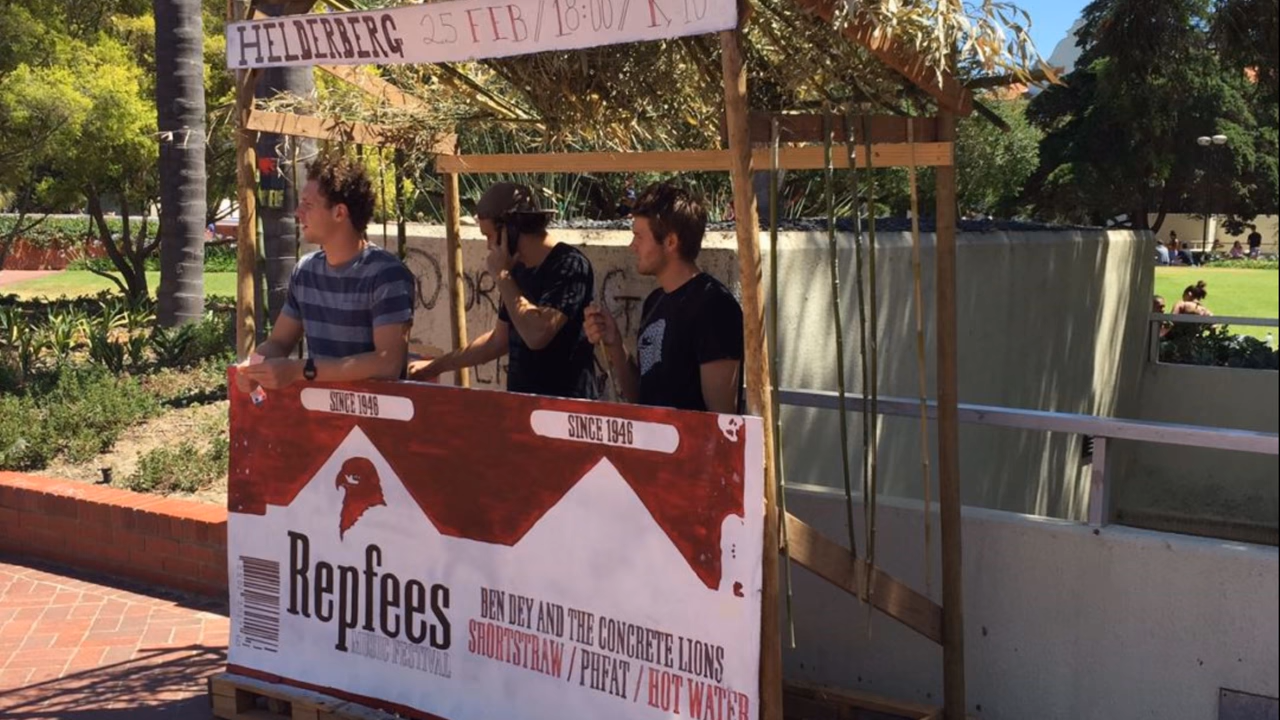 HELDERBERG 25 FEB / 18:00 / R40
SINCE 1946
SINCE 1946
Repfees
MUSIC FESTIVAL
BEN DEY AND THE CONCRETE LIONS
SHORTSTRAW / PHFAT / HOT WATER